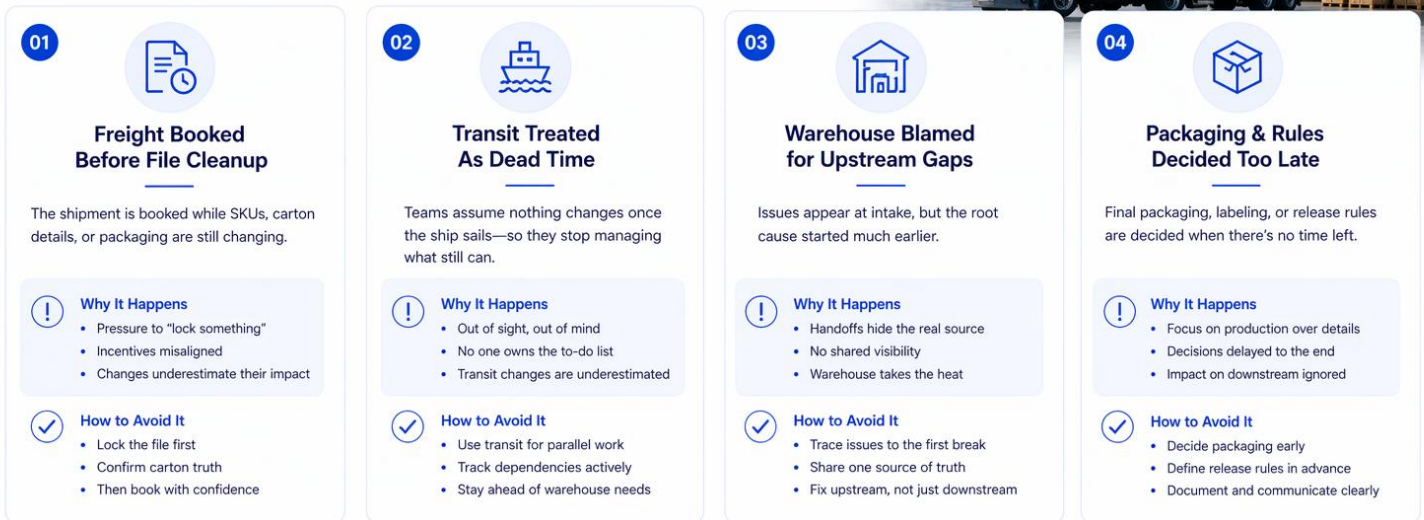 01
Freight Booked
Before File Cleanup
The shipment is booked while SKUs, carton
details, or packaging are still changing.
Why It Happens
• Pressure to “lock something”
• Incentives misaligned
• Changes underestimate their impact
How to Avoid It
• Lock the file first
• Confirm carton truth
• Then book with confidence
02
Transit Treated
As Dead Time
Teams assume nothing changes once
the ship sails—so they stop managing
what still can.
Why It Happens
• Out of sight, out of mind
• No one owns the to-do list
• Transit changes are underestimated
How to Avoid It
• Use transit for parallel work
• Track dependencies actively
• Stay ahead of warehouse needs
03
Warehouse Blamed
for Upstream Gaps
Issues appear at intake, but the root
cause started much earlier.
Why It Happens
• Handoffs hide the real source
• No shared visibility
• Warehouse takes the heat
How to Avoid It
• Trace issues to the first break
• Share one source of truth
• Fix upstream, not just downstream
04
Packaging & Rules
Decided Too Late
Final packaging, labeling, or release rules
are decided when there’s no time left.
Why It Happens
• Focus on production over details
• Decisions delayed to the end
• Impact on downstream ignored
How to Avoid It
• Decide packaging early
• Define release rules in advance
• Document and communicate clearly